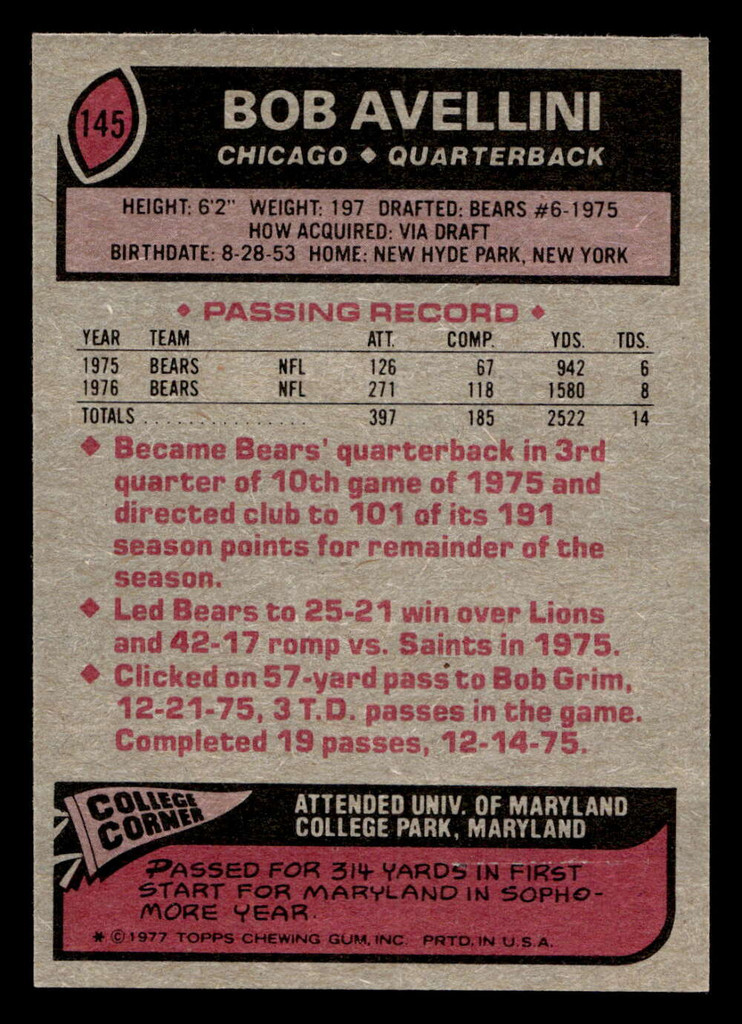 145
BOB AVELLINI
CHICAGO ◆ QUARTERBACK
HEIGHT: 6'2" WEIGHT: 197 DRAFTED: BEARS #6-1975
HOW ACQUIRED: VIA DRAFT
BIRTHDATE: 8-28-53 HOME: NEW HYDE PARK, NEW YORK
◆ PASSING RECORD ◆
YEAR TEAM ATT. COMP. YDS. TDS.
1975 BEARS NFL 126 67 942 6
1976 BEARS NFL 271 118 1580 8
TOTALS . . . . . . . . . . . . . . . 397 185 2522 14
◆ Became Bears' quarterback in 3rd
quarter of 10th game of 1975 and
directed club to 101 of its 191
season points for remainder of the
season.
◆ Led Bears to 25-21 win over Lions
and 42-17 romp vs. Saints in 1975.
◆ Clicked on 57-yard pass to Bob Grim,
12-21-75, 3 T.D. passes in the game.
Completed 19 passes, 12-14-75.
COLLEGE
CORNER
ATTENDED UNIV. OF MARYLAND
COLLEGE PARK, MARYLAND
PASSED FOR 314 YARDS IN FIRST
START FOR MARYLAND IN SOPHO-
MORE YEAR.
* © 1977 TOPPS CHEWING GUM, INC. PRTD. IN U.S.A.